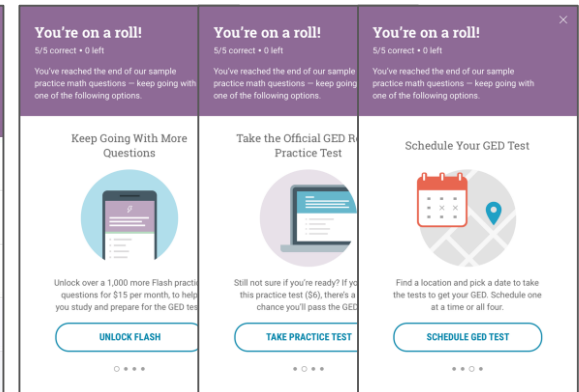 You're on a roll!
5/5 correct • 0 left
You've reached the end of our sample
practice math questions — keep going with
one of the following options.
Keep Going With More
Questions
Unlock over a 1,000 more Flash practi
questions for $15 per month, to help
you study and prepare for the GED tes
UNLOCK FLASH
You're on a roll!
5/5 correct • 0 left
You've reached the end of our sample
practice math questions — keep going
one of the following options.
Take the Official GED Re
Practice Test
Still not sure if you're ready? If yo
this practice test ($6), there's a
chance you'll pass the GED
TAKE PRACTICE TEST
You're on a roll!
5/5 correct • 0 left
You've reached the end of our sample
practice math questions — keep going with
one of the following options.
Schedule Your GED Test
Find a location and pick a date to take
the tests to get your GED. Schedule one
at a time or all four.
SCHEDULE GED TEST